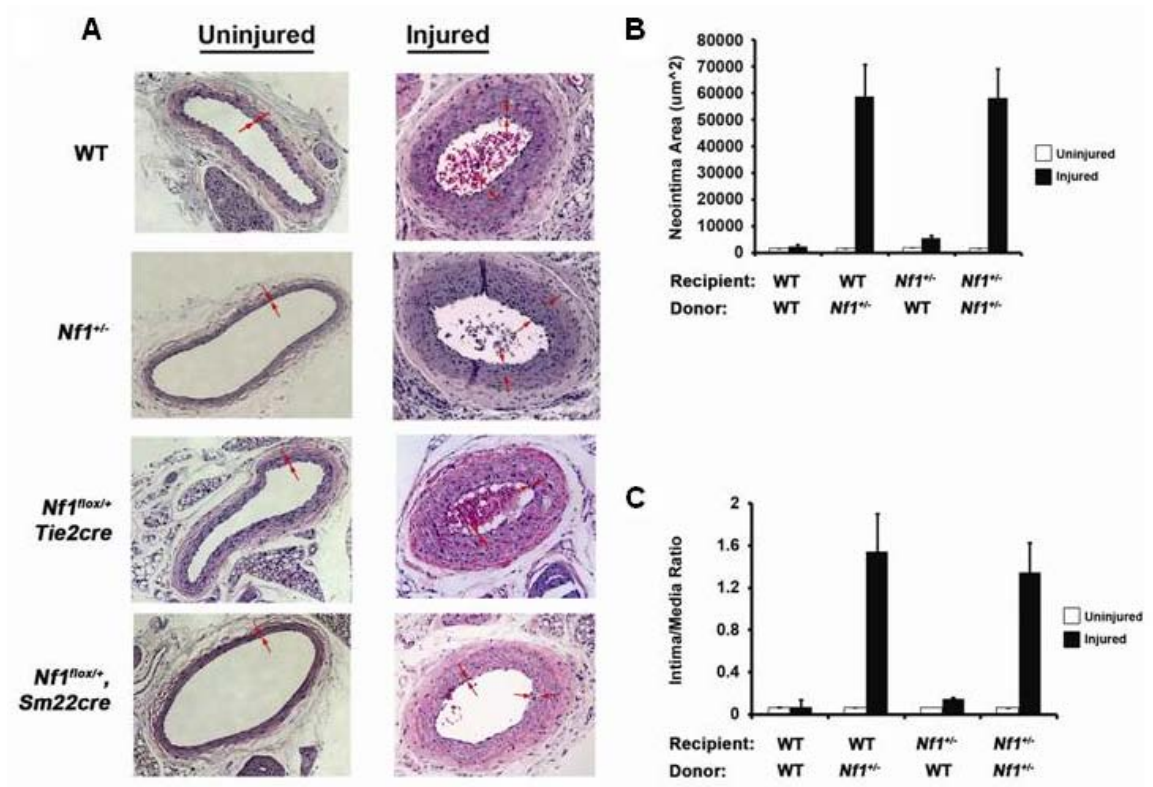 A
Uninjured Injured
WT
Nf1+/-
Nf1flox/+
Tie2cre
Nf1flox/+,
Sm22cre
B
Neointima Area (um^2)
80000
70000
60000
50000
40000
30000
20000
10000
0
Uninjured
Injured
Recipient: WT WT Nf1+/- Nf1+/-
Donor: WT Nf1+/- WT Nf1+/-
C
Intima/Media Ratio
2
1.6
1.2
0.8
0.4
0
Uninjured
Injured
Recipient: WT WT Nf1+/- Nf1+/-
Donor: WT Nf1+/- WT Nf1+/-